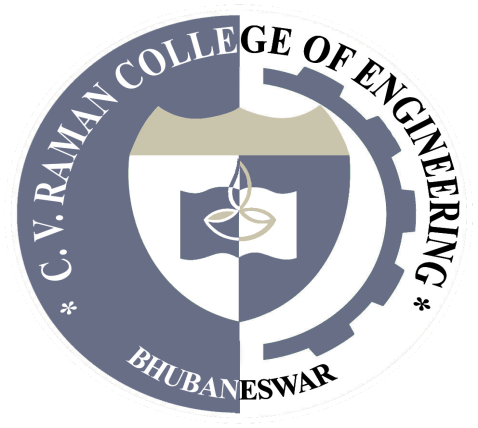 * C. V. RAMAN COLLEGE OF ENGINEERING *
BHUBANESWAR